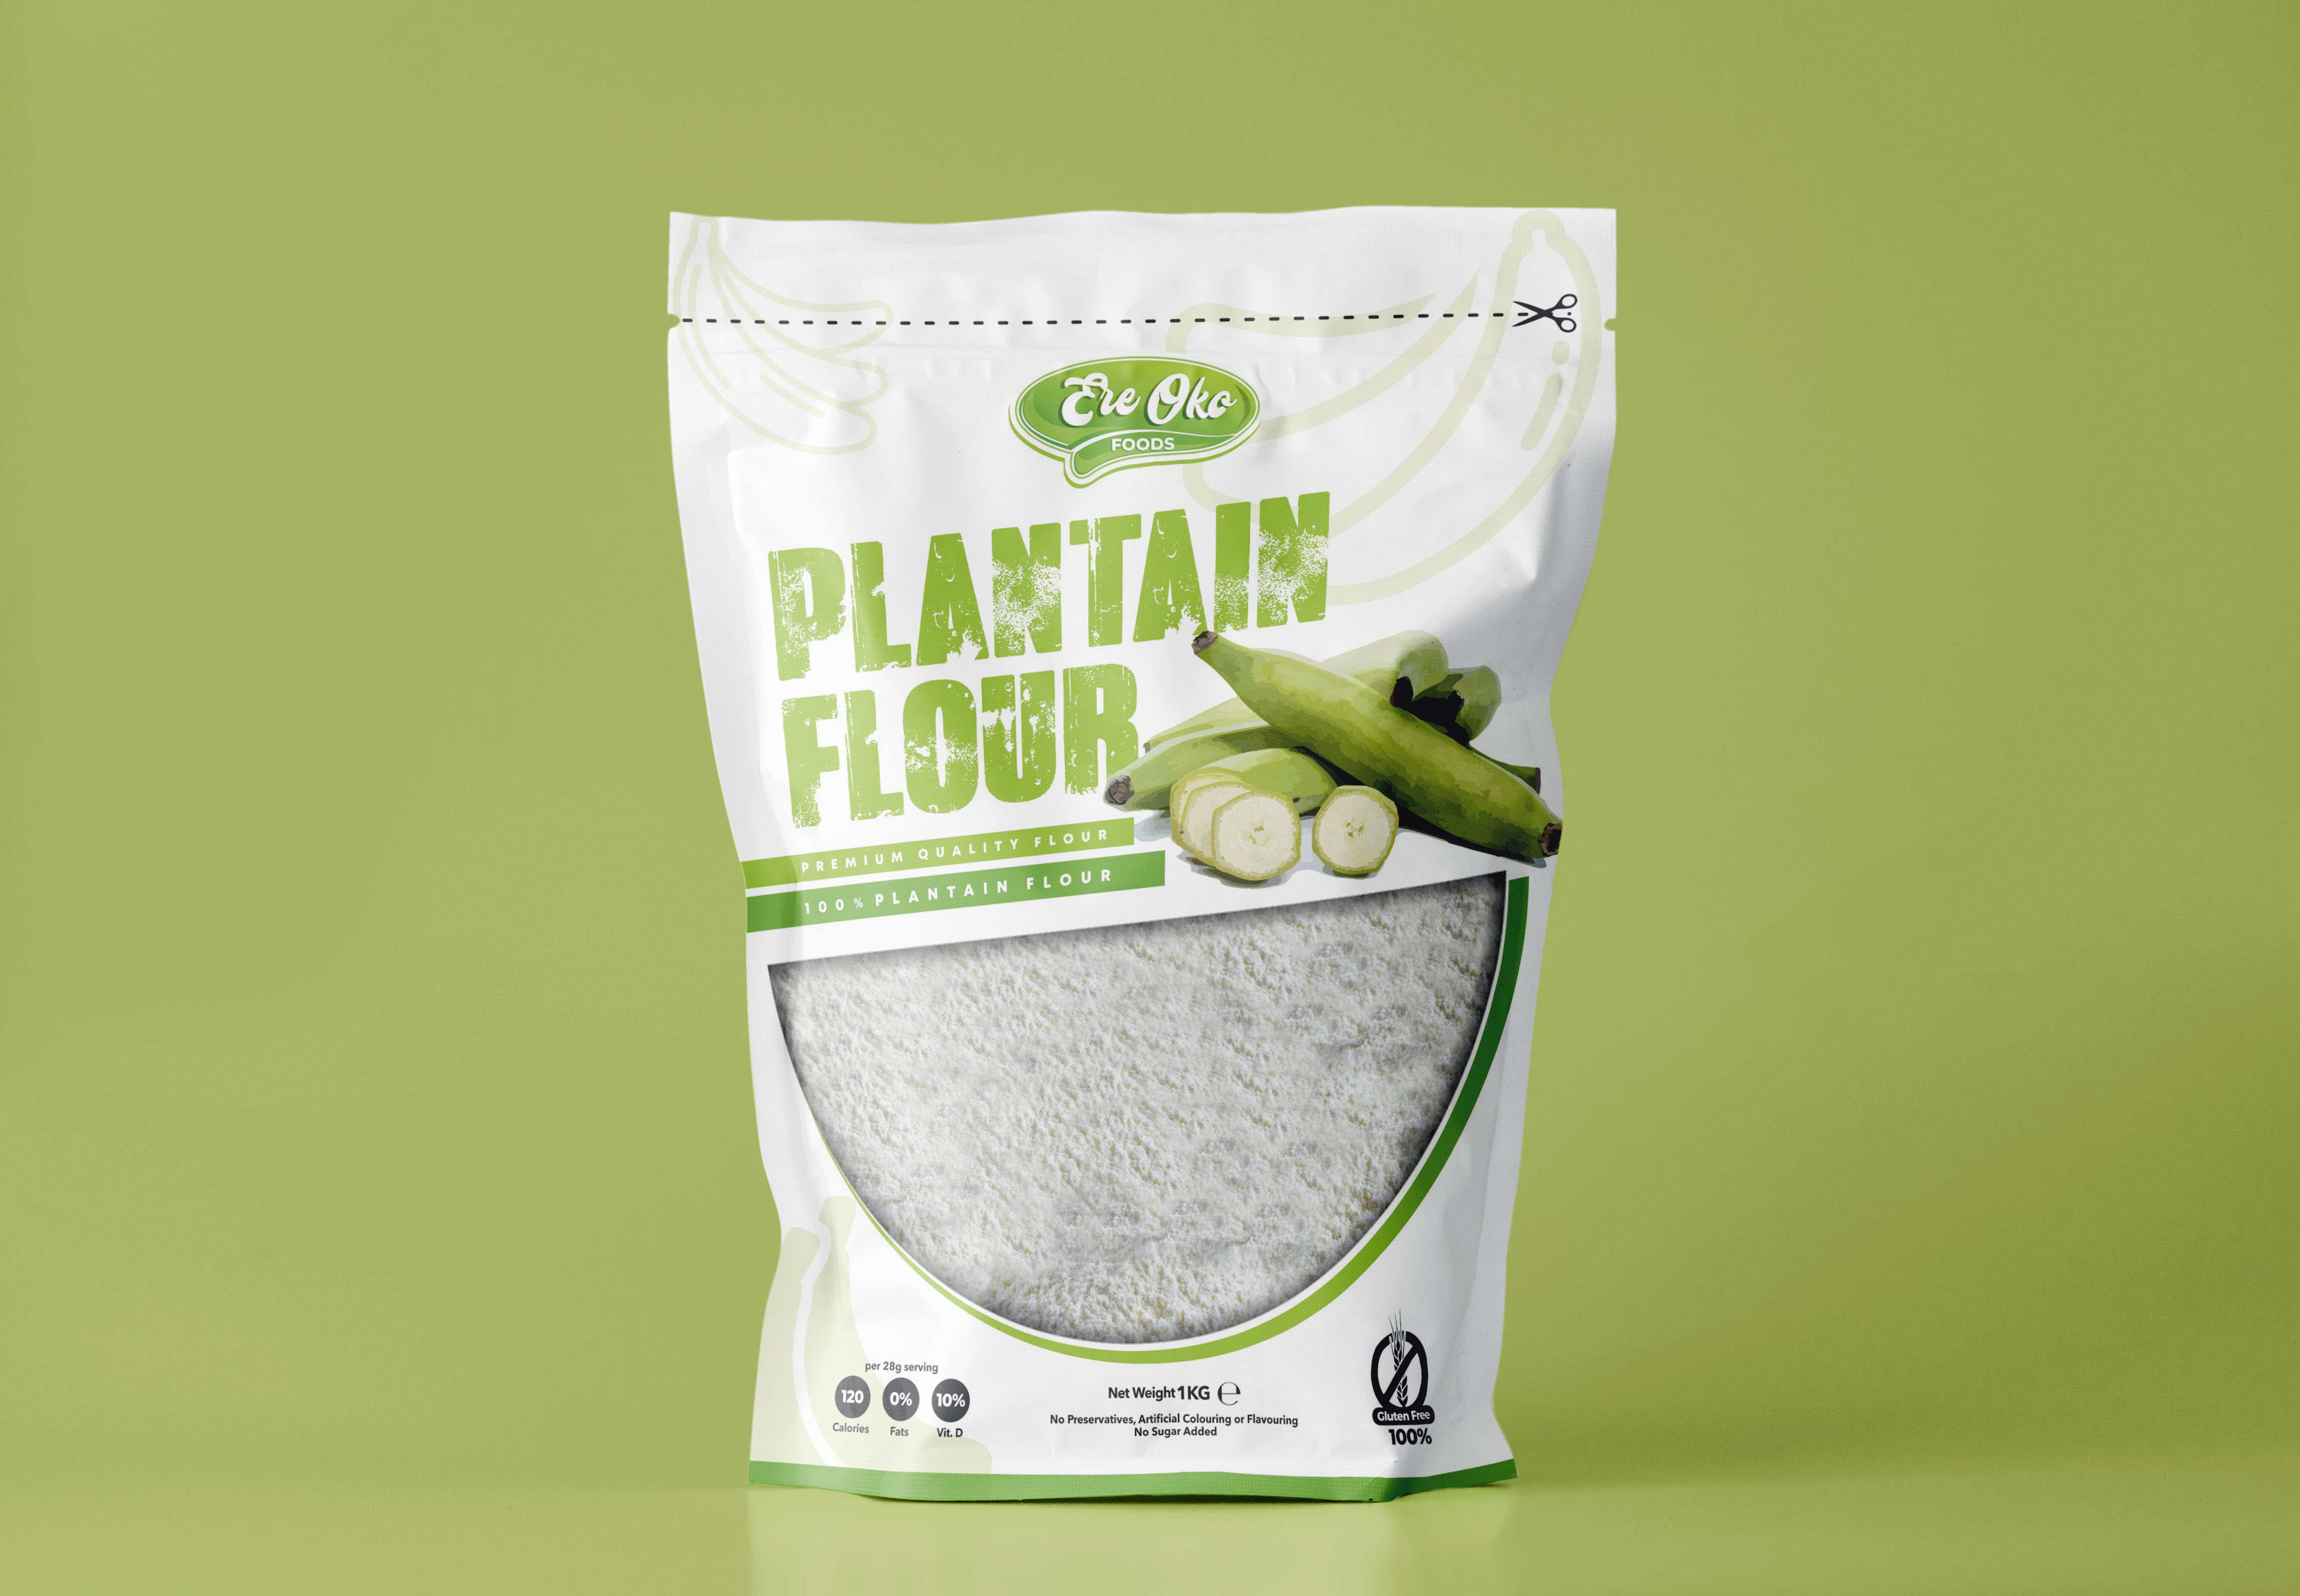 Ere Oko
FOODS
PLANTAIN
FLOUR
PREMIUM QUALITY FLOUR
100% PLANTAIN FLOUR
per 28g serving
120 0% 10%
Calories Fats Vit. D
Net Weight 1KG ℮
No Preservatives, Artificial Colouring or Flavouring
No Sugar Added
Gluten Free
100%